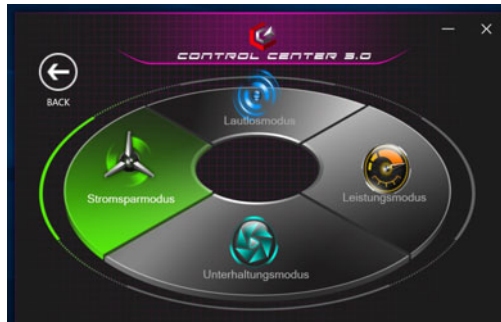 CONTROL CENTER 3.0
BACK
Lautlosmodus
Stromsparmodus
Leistungsmodus
Unterhaltungsmodus